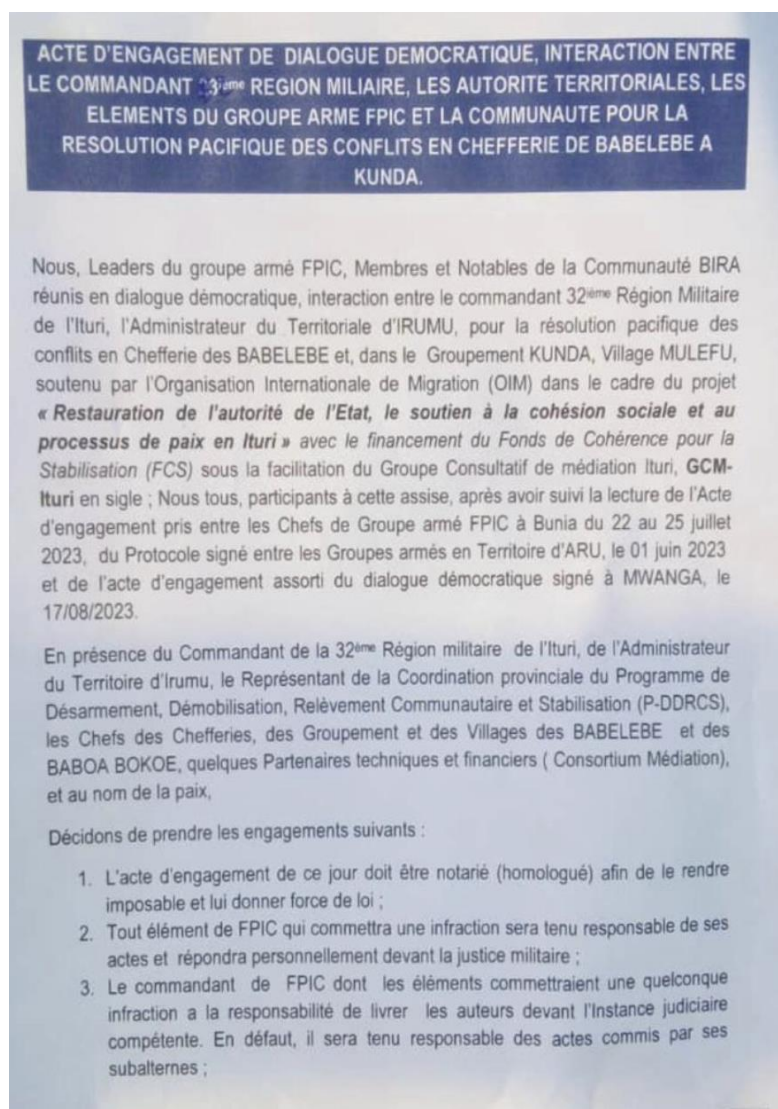 ACTE D'ENGAGEMENT DE DIALOGUE DEMOCRATIQUE, INTERACTION ENTRE
LE COMMANDANT 3ième REGION MILIAIRE, LES AUTORITE TERRITORIALES, LES
ELEMENTS DU GROUPE ARME FPIC ET LA COMMUNAUTE POUR LA
RESOLUTION PACIFIQUE DES CONFLITS EN CHEFFERIE DE BABELEBE A
KUNDA.
Nous, Leaders du groupe armé FPIC, Membres et Notables de la Communauté BIRA
réunis en dialogue démocratique, interaction entre le commandant 32ième Région Militaire
de l'Ituri, l'Administrateur du Territoriale d'IRUMU, pour la résolution pacifique des
conflits en Chefferie des BABELEBE et, dans le Groupement KUNDA, Village MULEFU,
soutenu par l'Organisation Internationale de Migration (OIM) dans le cadre du projet
« Restauration de l'autorité de l'Etat, le soutien à la cohésion sociale et au
processus de paix en Ituri » avec le financement du Fonds de Cohérence pour la
Stabilisation (FCS) sous la facilitation du Groupe Consultatif de médiation Ituri, GCM-
Ituri en sigle ; Nous tous, participants à cette assise, après avoir suivi la lecture de l'Acte
d'engagement pris entre les Chefs de Groupe armé FPIC à Bunia du 22 au 25 juillet
2023, du Protocole signé entre les Groupes armés en Territoire d'ARU, le 01 juin 2023
et de l'acte d'engagement assorti du dialogue démocratique signé à MWANGA, le
17/08/2023.
En présence du Commandant de la 32ème Région militaire de l'Ituri, de l'Administrateur
du Territoire d'Irumu, le Représentant de la Coordination provinciale du Programme de
Désarmement, Démobilisation, Relèvement Communautaire et Stabilisation (P-DDRCS),
les Chefs des Chefferies, des Groupement et des Villages des BABELEBE et des
BABOA BOKOE, quelques Partenaires techniques et financiers ( Consortium Médiation),
et au nom de la paix,
Décidons de prendre les engagements suivants :
1. L'acte d'engagement de ce jour doit être notarié (homologué) afin de le rendre
imposable et lui donner force de loi ;
2. Tout élément de FPIC qui commettra une infraction sera tenu responsable de ses
actes et répondra personnellement devant la justice militaire ;
3. Le commandant de FPIC dont les éléments commettraient une quelconque
infraction a la responsabilité de livrer les auteurs devant l'Instance judiciaire
compétente. En défaut, il sera tenu responsable des actes commis par ses
subalternes ;